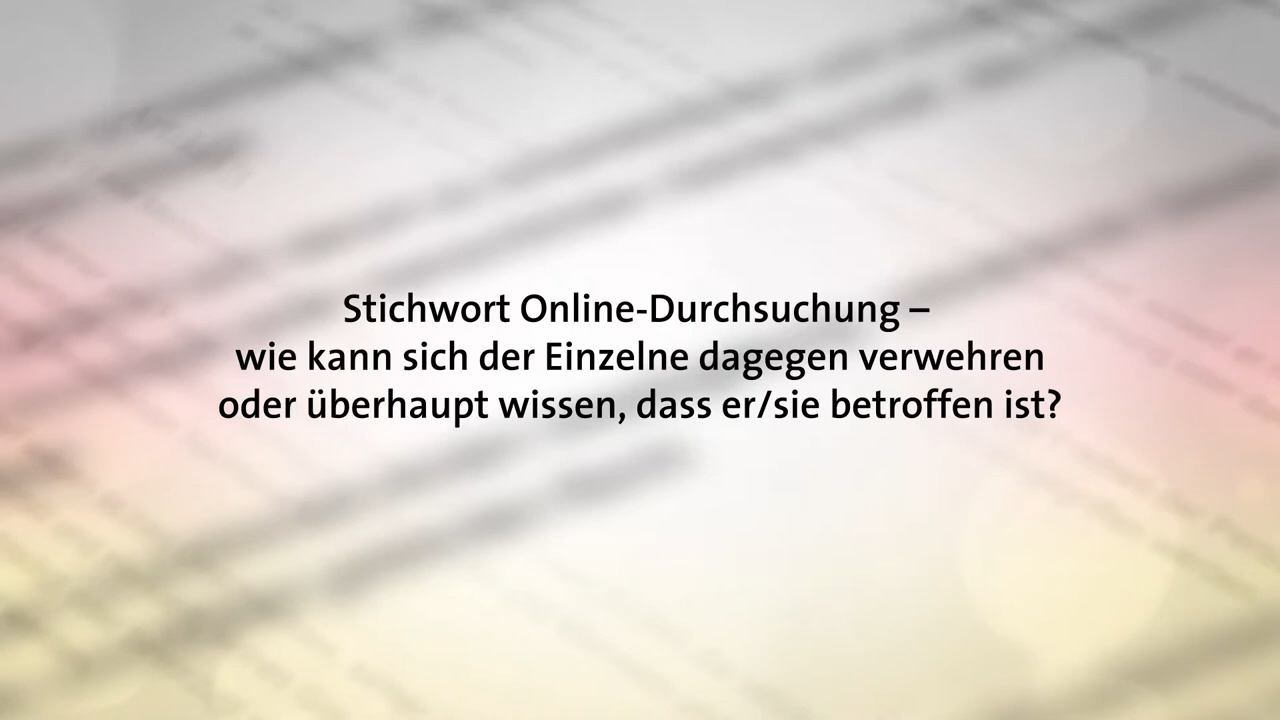 Stichwort Online-Durchsuchung –
wie kann sich der Einzelne dagegen verwehren
oder überhaupt wissen, dass er/sie betroffen ist?